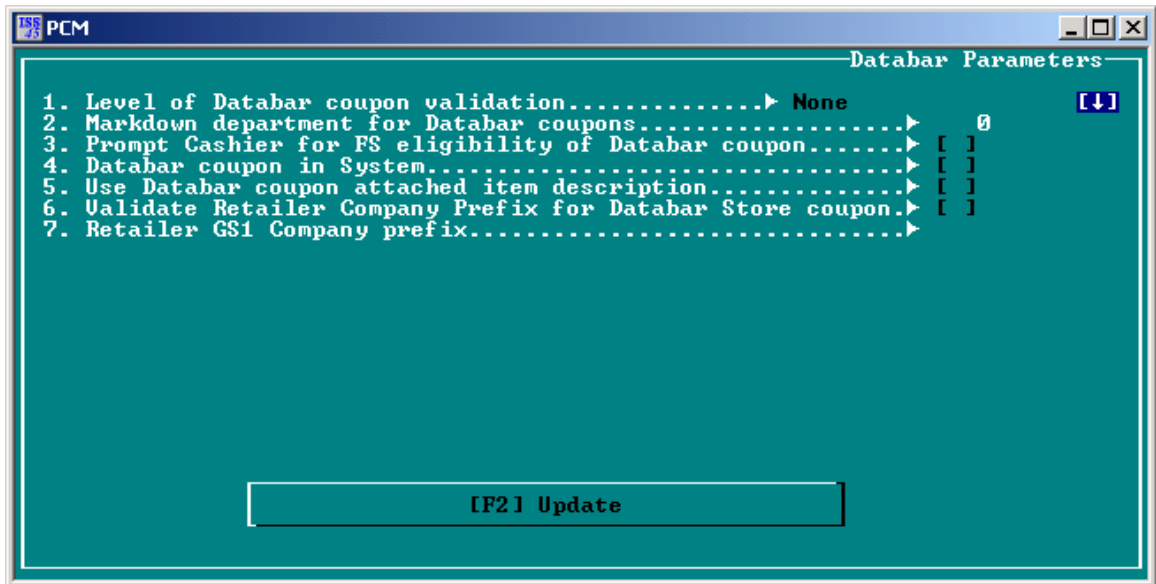 ISS 45 PCM
Databar Parameters
1. Level of Databar coupon validation..............► None [↓]
2. Markdown department for Databar coupons...................► 0
3. Prompt Cashier for FS eligibility of Databar coupon.......► [ ]
4. Databar coupon in System..................................► [ ]
5. Use Databar coupon attached item description..............► [ ]
6. Validate Retailer Company Prefix for Databar Store coupon.► [ ]
7. Retailer GS1 Company prefix...............................►
[F2] Update